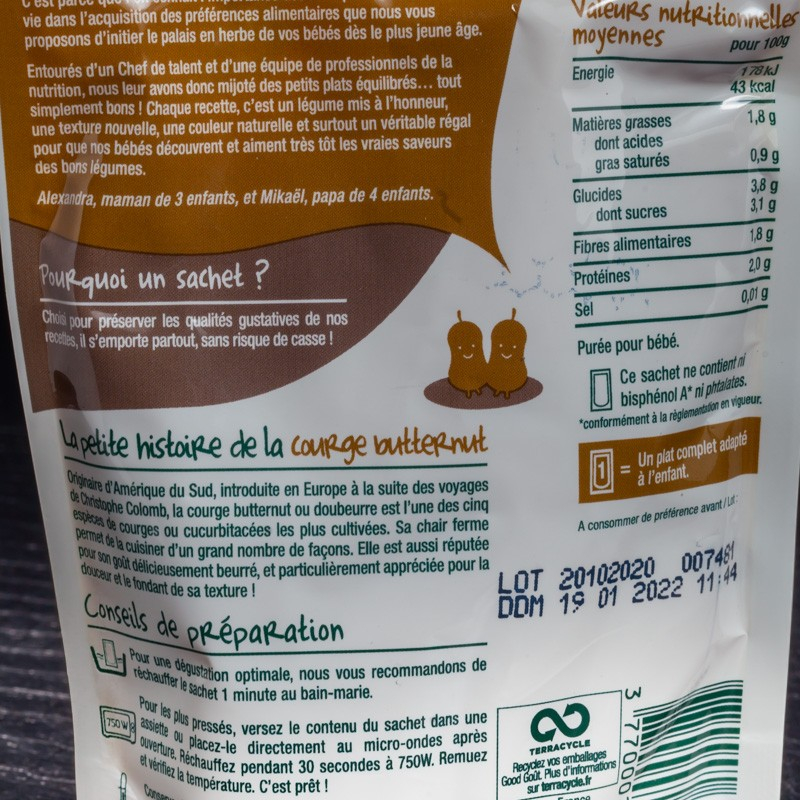 vie dans l'acquisition des préférences alimentaires que nous vous
proposons d'initier le palais en herbe de vos bébés dès le plus jeune âge.
Entourés d'un Chef de talent et d'une équipe de professionnels de la
nutrition, nous leur avons donc mijoté des petits plats équilibrés... tout
simplement bons ! Chaque recette, c'est un légume mis à l'honneur,
une texture nouvelle, une couleur naturelle et surtout un véritable régal
pour que nos bébés découvrent et aiment très tôt les vraies saveurs
des bons légumes.
Alexandra, maman de 3 enfants, et Mikaël, papa de 4 enfants.
Pourquoi un sachet ?
Choisi pour préserver les qualités gustatives de nos
recettes, il s'emporte partout, sans risque de casse !
La petite histoire de la courge butternut
Originaire d'Amérique du Sud, introduite en Europe à la suite des voyages
de Christophe Colomb, la courge butternut ou doubeurre est l'une des cinq
espèces de courges ou cucurbitacées les plus cultivées. Sa chair ferme
permet de la cuisiner d'un grand nombre de façons. Elle est aussi réputée
pour son goût délicieusement beurré, et particulièrement appréciée pour la
douceur et le fondant de sa texture !
Conseils de préparation
Pour une dégustation optimale, nous vous recommandons de
réchauffer le sachet 1 minute au bain-marie.
750W
Pour les plus pressés, versez le contenu du sachet dans une
assiette ou placez-le directement au micro-ondes après
ouverture. Réchauffez pendant 30 secondes à 750W. Remuez
et vérifiez la température. C'est prêt !
Valeurs nutritionnelles
moyennes pour 100g
Energie 178 kJ
43 kcal
Matières grasses 1,8 g
dont acides
gras saturés 0,9 g
Glucides 3,8 g
dont sucres 3,1 g
Fibres alimentaires 1,8 g
Protéines 2,0 g
Sel 0,01 g
Purée pour bébé.
Ce sachet ne contient ni
bisphénol A* ni phtalates.
*conformément à la règlementation en vigueur.
1 = Un plat complet adapté
à l'enfant.
A consommer de préférence avant / Lot :
LOT 20102020 007481
DDM 19 01 2022 11:44
TERRACYCLE
Recyclez vos emballages
Good Goût. Plus d'informations
sur terracycle.fr
France
3 77000